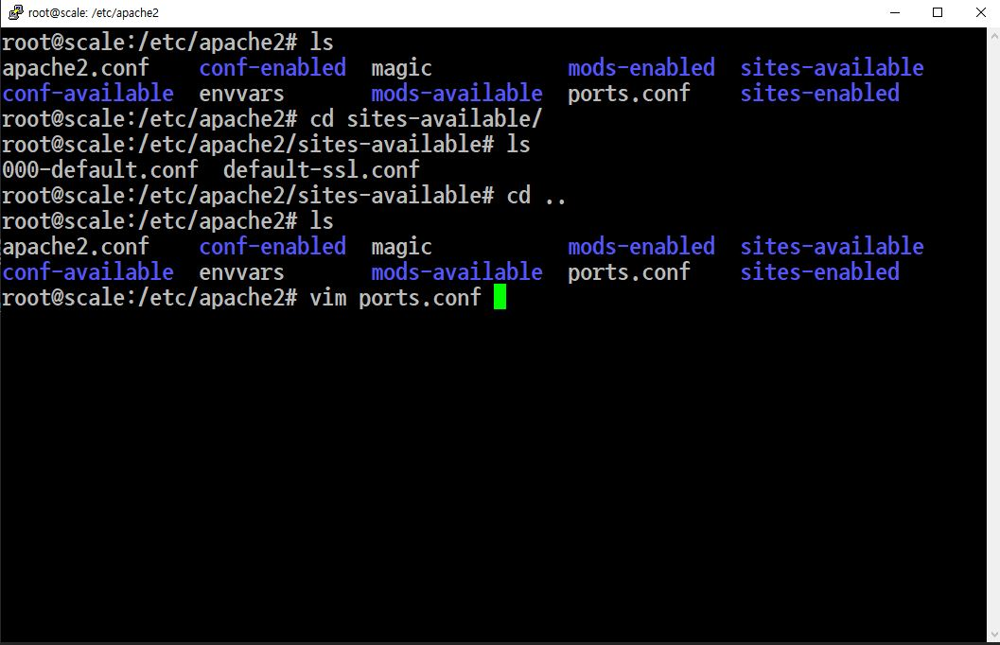 root@scale: /etc/apache2
root@scale:/etc/apache2# ls
apache2.conf    conf-enabled  magic           mods-enabled  sites-available
conf-available  envvars       mods-available  ports.conf    sites-enabled
root@scale:/etc/apache2# cd sites-available/
root@scale:/etc/apache2/sites-available# ls
000-default.conf  default-ssl.conf
root@scale:/etc/apache2/sites-available# cd ..
root@scale:/etc/apache2# ls
apache2.conf    conf-enabled  magic           mods-enabled  sites-available
conf-available  envvars       mods-available  ports.conf    sites-enabled
root@scale:/etc/apache2# vim ports.conf